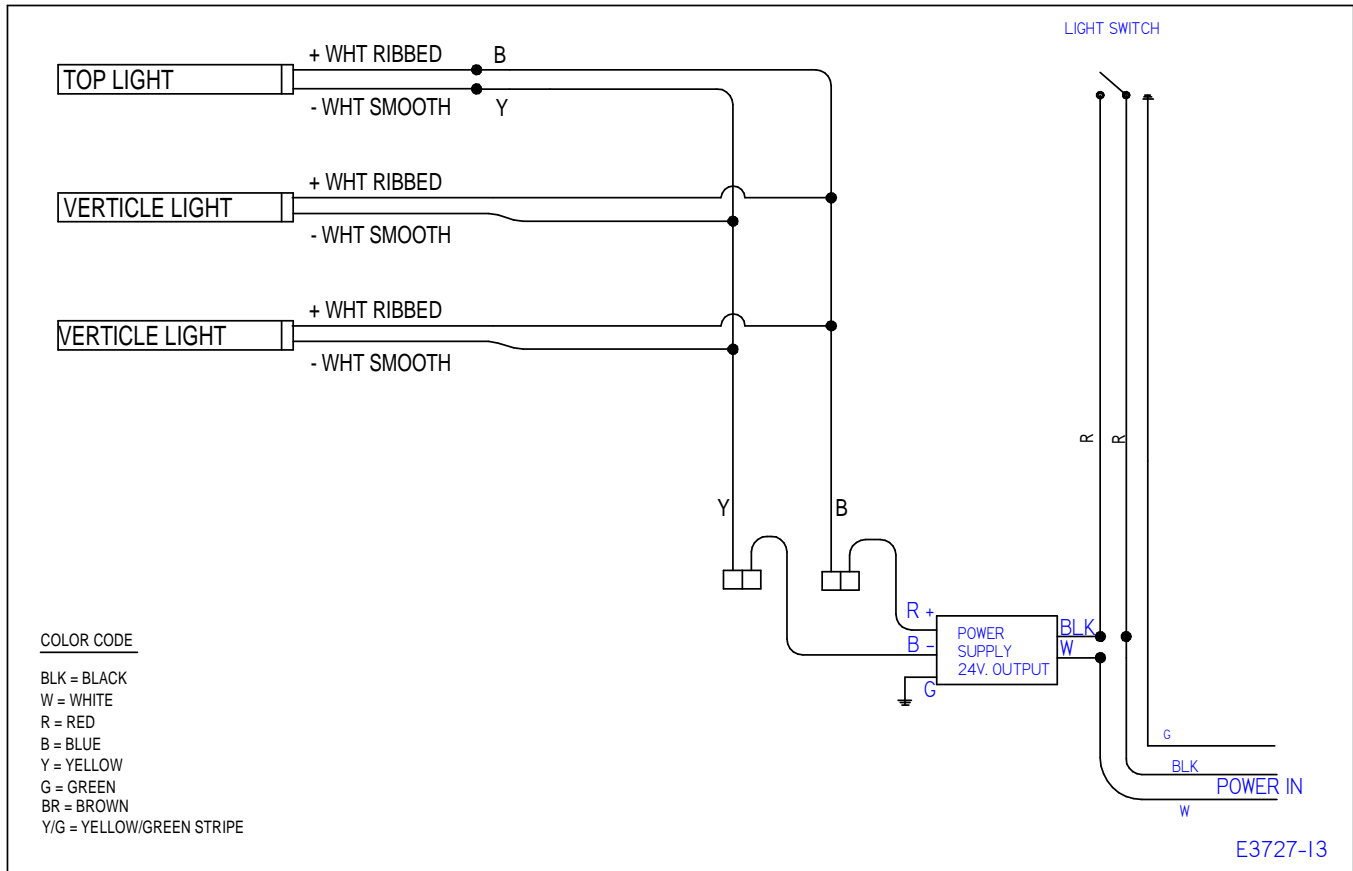 LIGHT SWITCH
+ WHT RIBBED
B
TOP LIGHT
- WHT SMOOTH
Y
+ WHT RIBBED
VERTICLE LIGHT
- WHT SMOOTH
+ WHT RIBBED
VERTICLE LIGHT
- WHT SMOOTH
R
R
Y
B
R +
B -
G
POWER
SUPPLY
24V. OUTPUT
BLK
W
G
BLK
POWER IN
W
COLOR CODE
BLK = BLACK
W = WHITE
R = RED
B = BLUE
Y = YELLOW
G = GREEN
BR = BROWN
Y/G = YELLOW/GREEN STRIPE
E3727-13